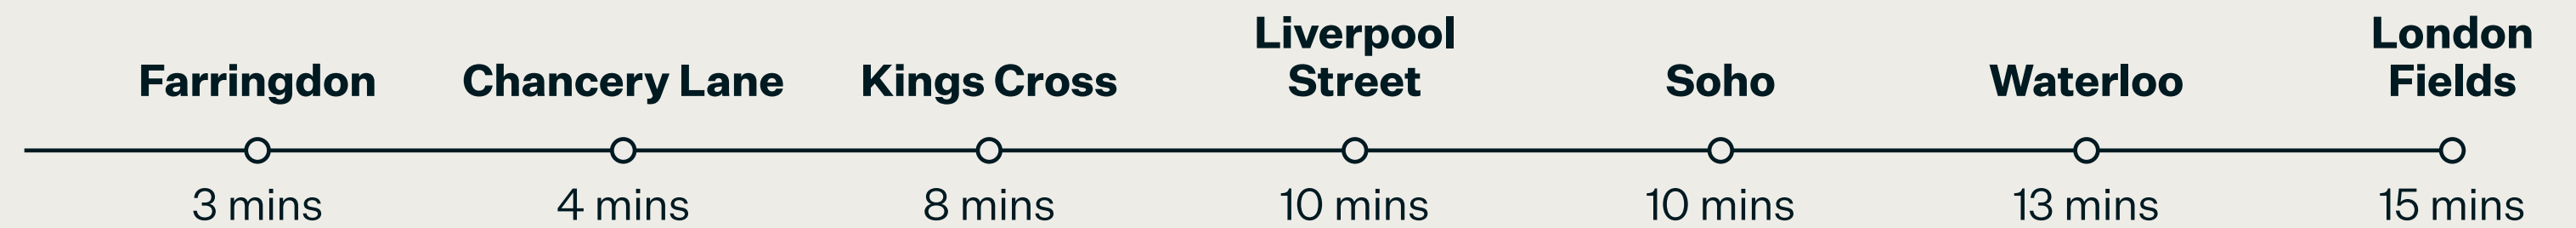 Farringdon
3 mins
Chancery Lane
4 mins
Kings Cross
8 mins
Liverpool
Street
10 mins
Soho
10 mins
Waterloo
13 mins
London
Fields
15 mins